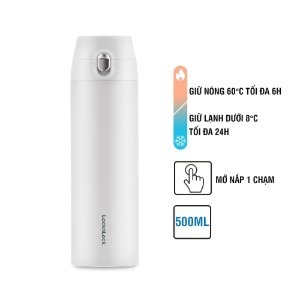 GIỮ NÓNG 60°C TỐI ĐA 6H
GIỮ LẠNH DƯỚI 8°C
TỐI ĐA 24H
MỞ NẮP 1 CHẠM
500ML
LocknLock